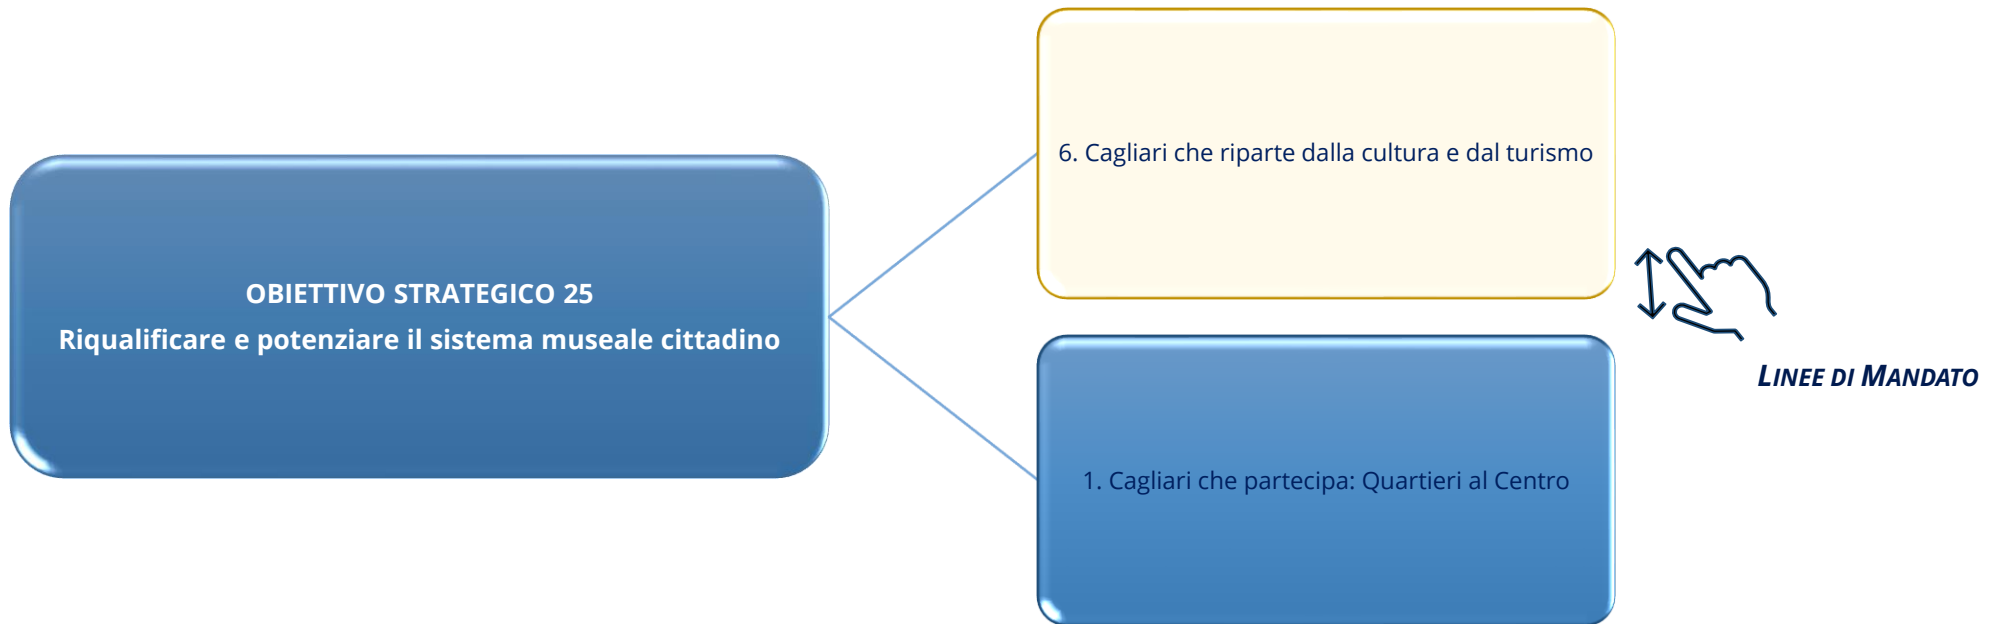 OBIETTIVO STRATEGICO 25
Riqualificare e potenziare il sistema museale cittadino
6. Cagliari che riparte dalla cultura e dal turismo
1. Cagliari che partecipa: Quartieri al Centro
LINEE DI MANDATO